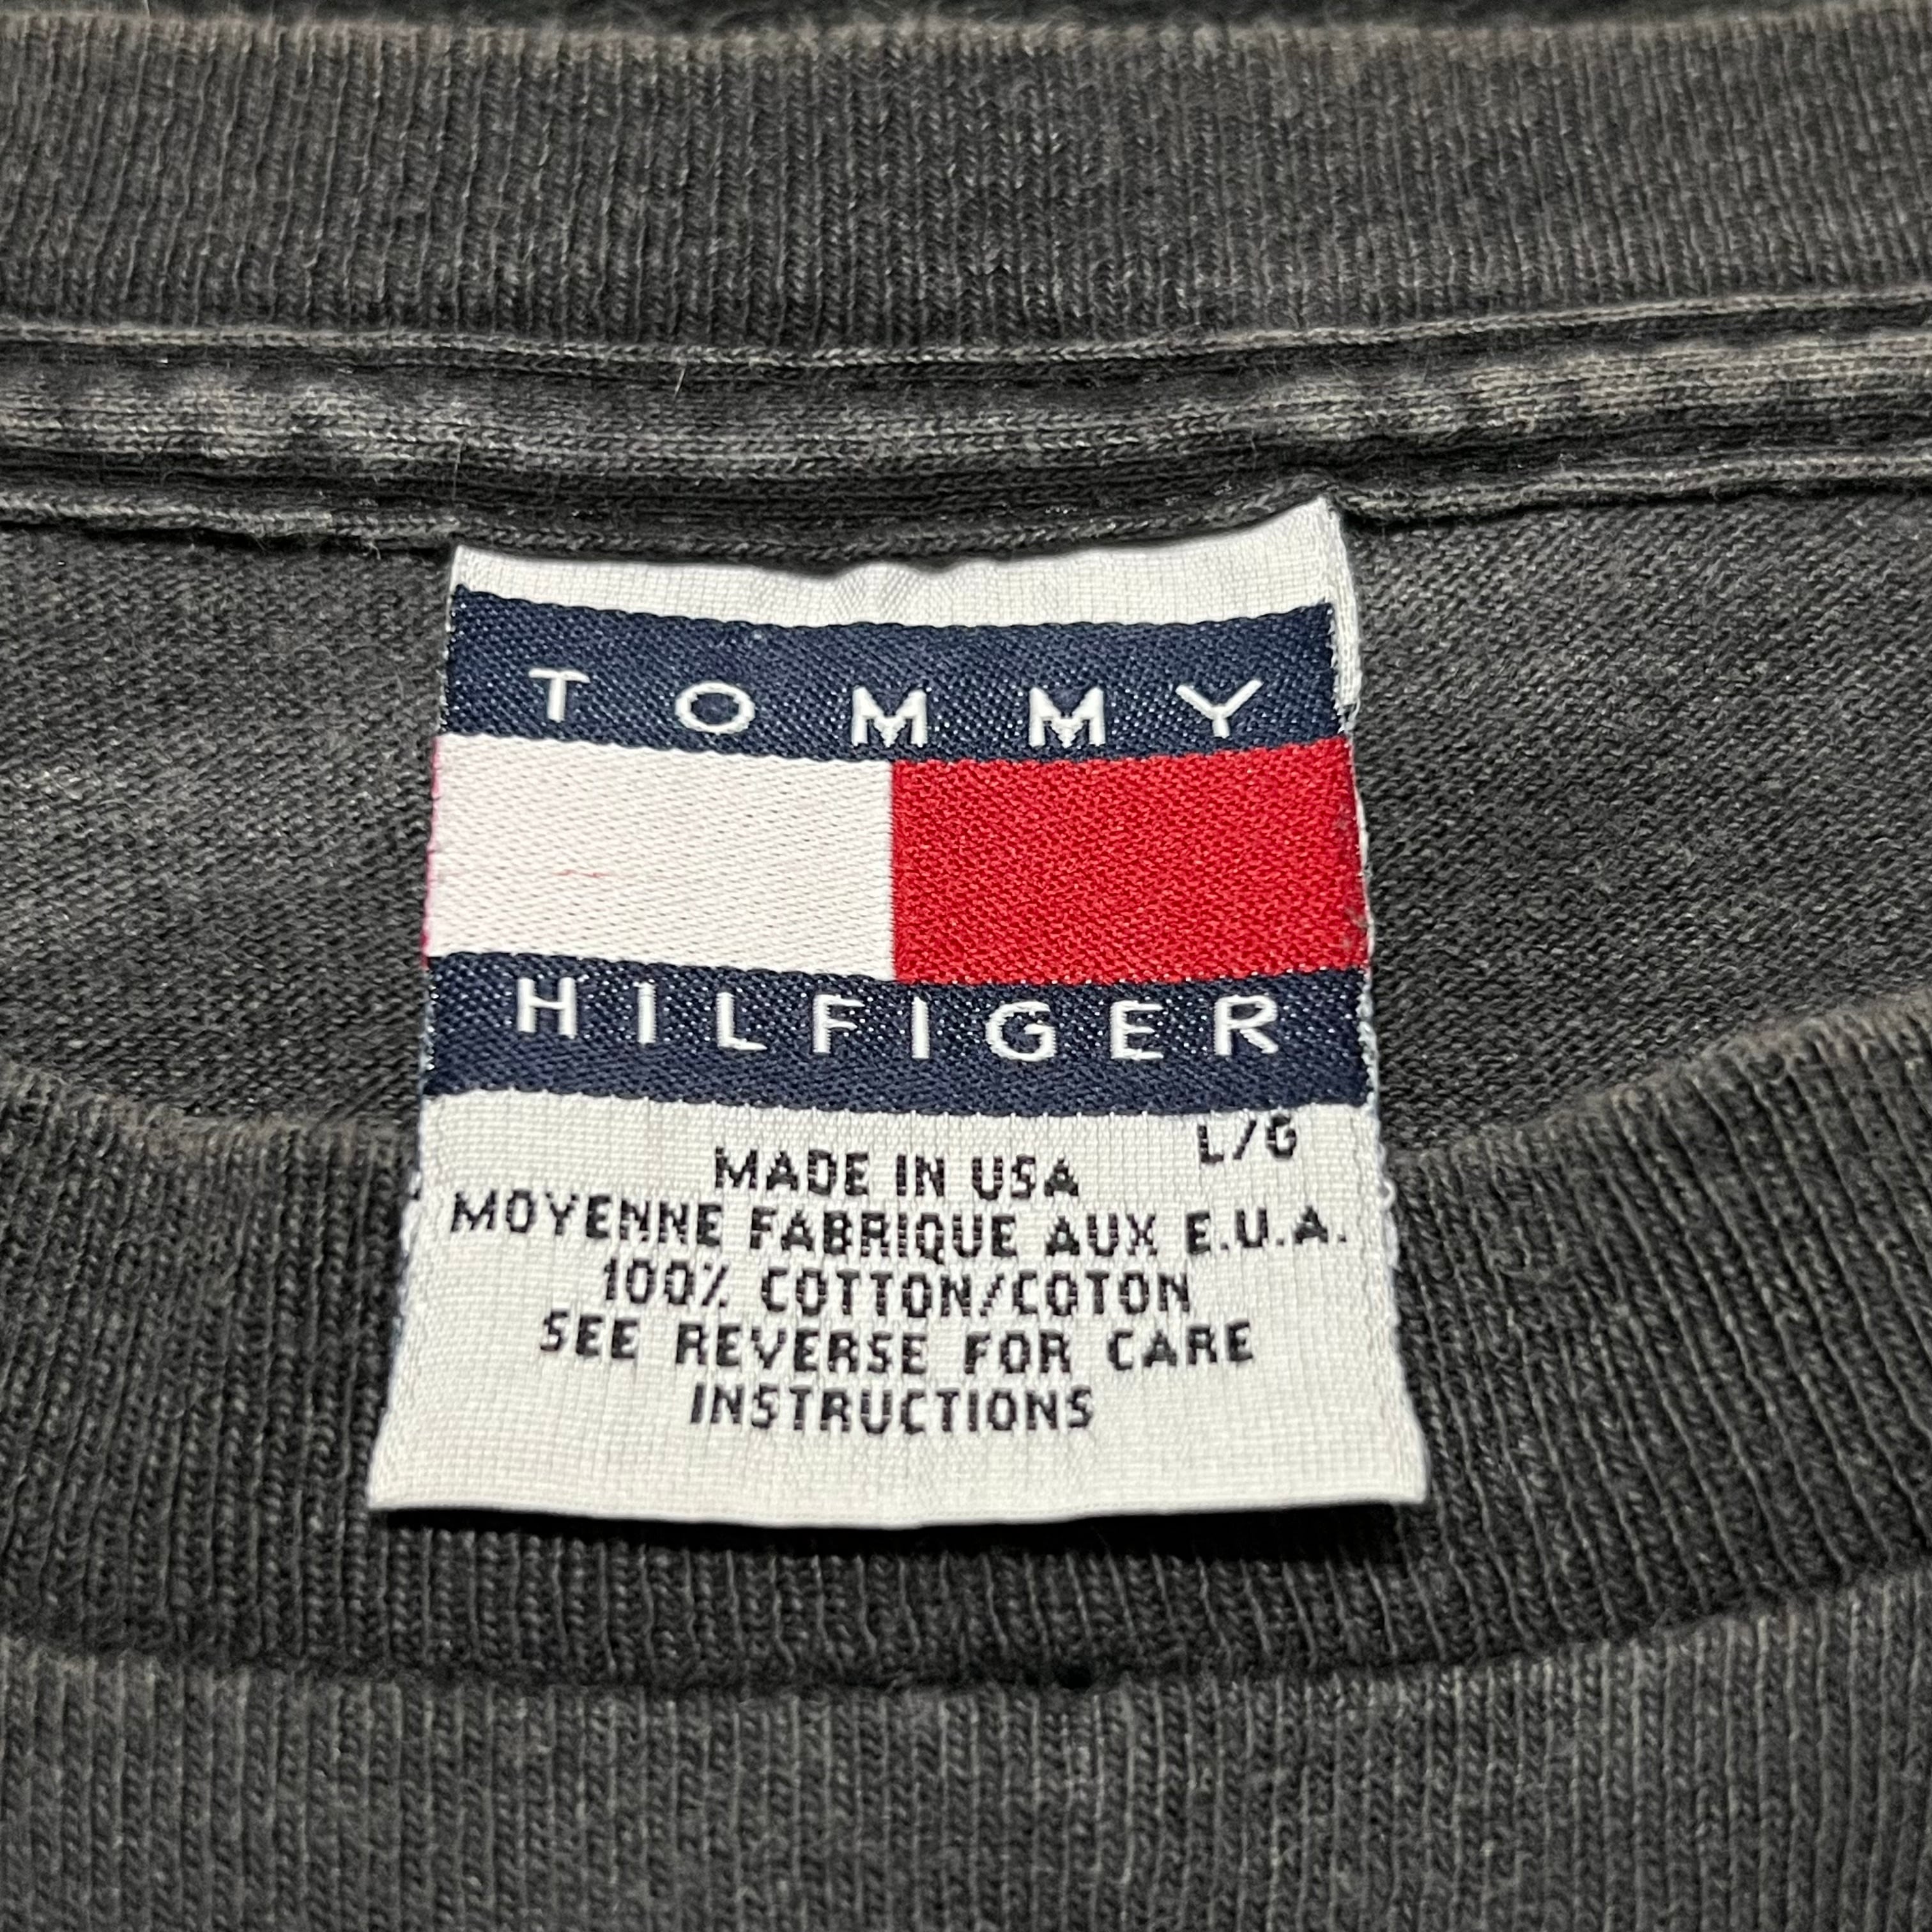 TOMMY
HILFIGER
L/G
MADE IN USA
MOYENNE FABRIQUE AUX E.U.A.
100% COTTON/COTON
SEE REVERSE FOR CARE
INSTRUCTIONS